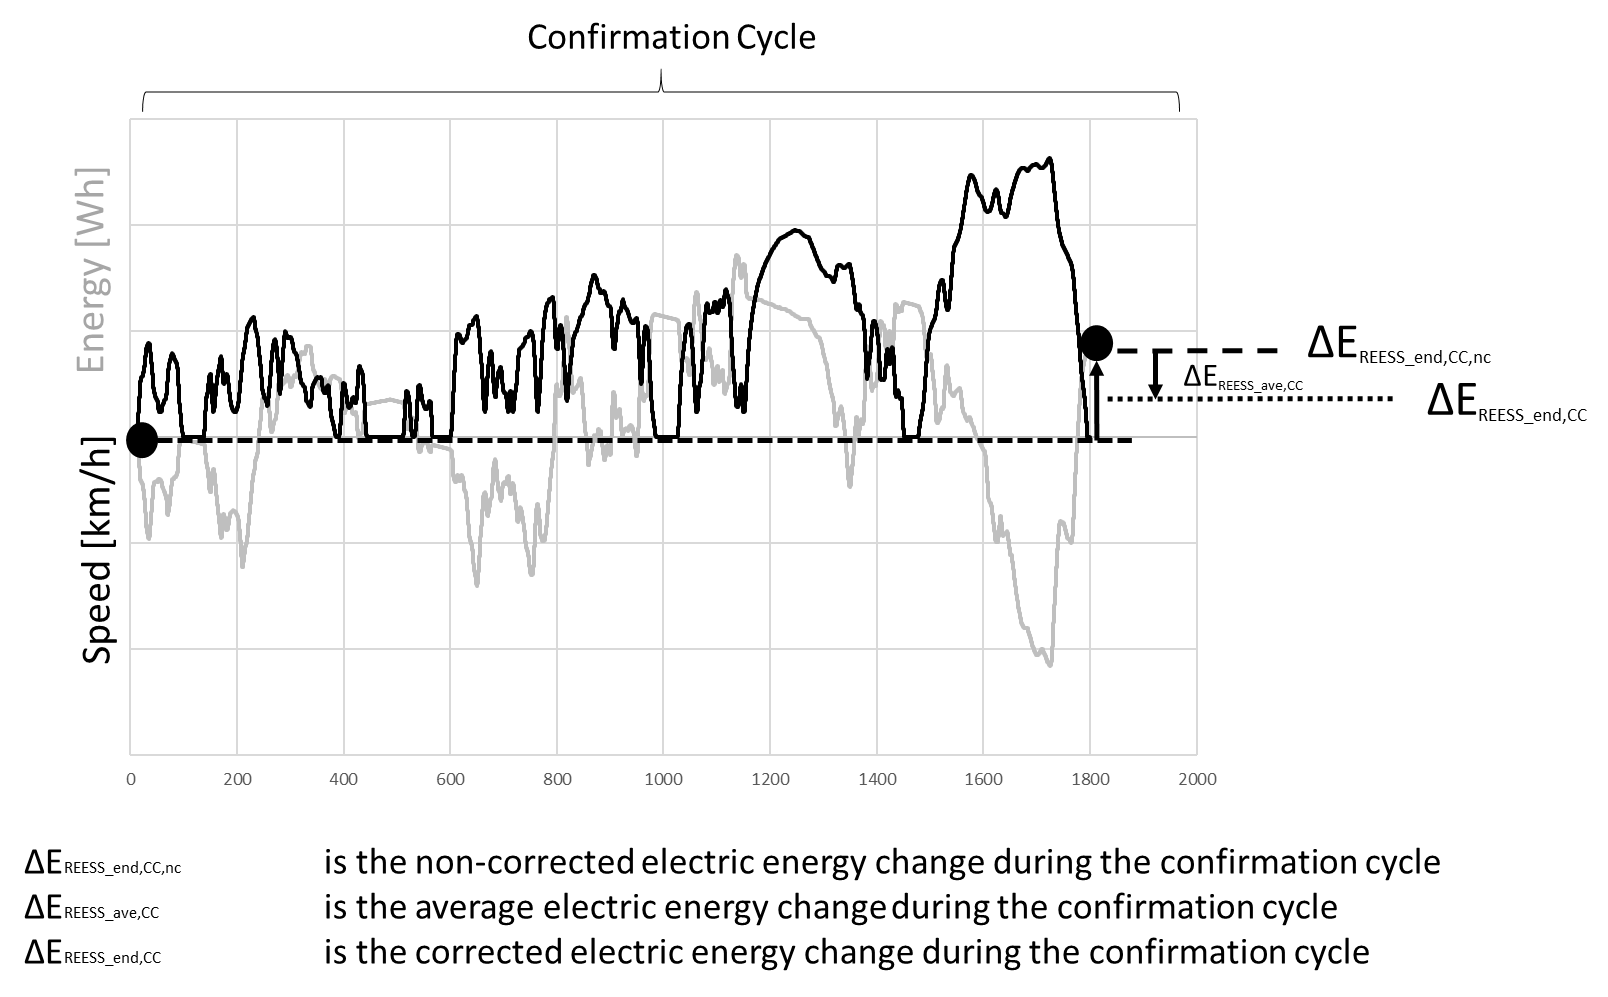 Confirmation Cycle
Energy [Wh]
Speed [km/h]
ΔEREESS_end,CC,nc
ΔEREESS_ave,CC
ΔEREESS_end,CC
0 200 400 600 800 1000 1200 1400 1600 1800 2000
ΔEREESS_end,CC,nc is the non-corrected electric energy change during the confirmation cycle
ΔEREESS_ave,CC is the average electric energy change during the confirmation cycle
ΔEREESS_end,CC is the corrected electric energy change during the confirmation cycle